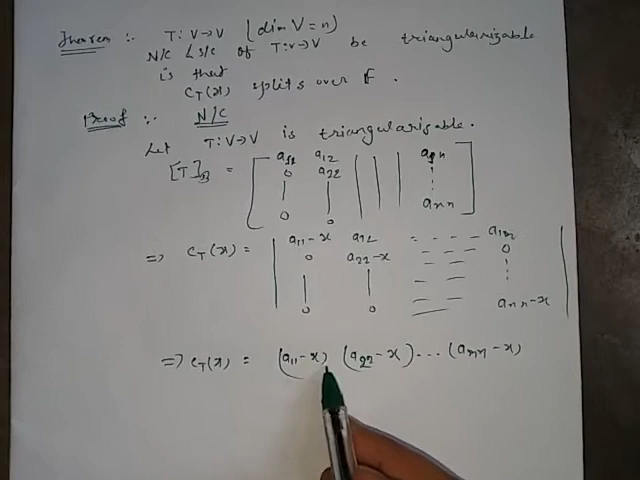 Theorem :- T: V→V (dim V = n)
N/C & S/C of T: V→V be triangularizable
is that
C_T(x) splits over F.
Proof :- N/C
Let T: V→V is triangularizable.
[T]_B = [ a11 a12 | | | a1n
0 a22 ⋮
| |
0 0 ann ]
=> C_T(x) = | a11-x a12 - - - - a1n
0 a22-x 0
| | ⋮
0 0 ann-x |
=> C_T(x) = (a11-x) (a22-x) ... (ann-x)